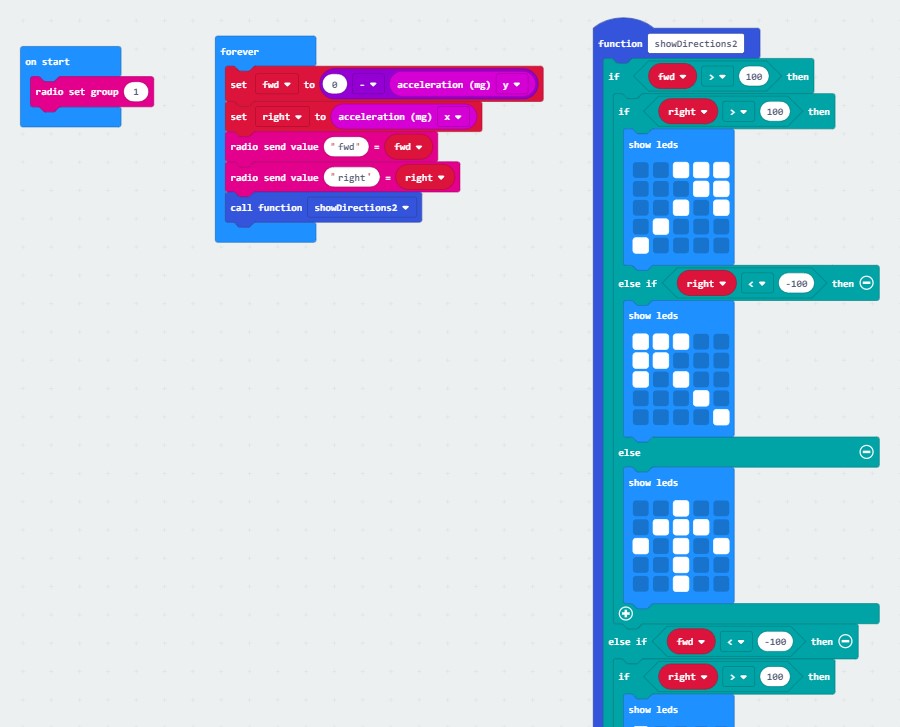 on start
radio set group 1
forever
set fwd to 0 - acceleration (mg) y
set right to acceleration (mg) x
radio send value "fwd" = fwd
radio send value "right" = right
call function showDirections2
function showDirections2
if fwd > 100 then
if right > 100 then
show leds
else if right < -100 then
show leds
else
show leds
else if fwd < -100 then
if right > 100 then
show leds